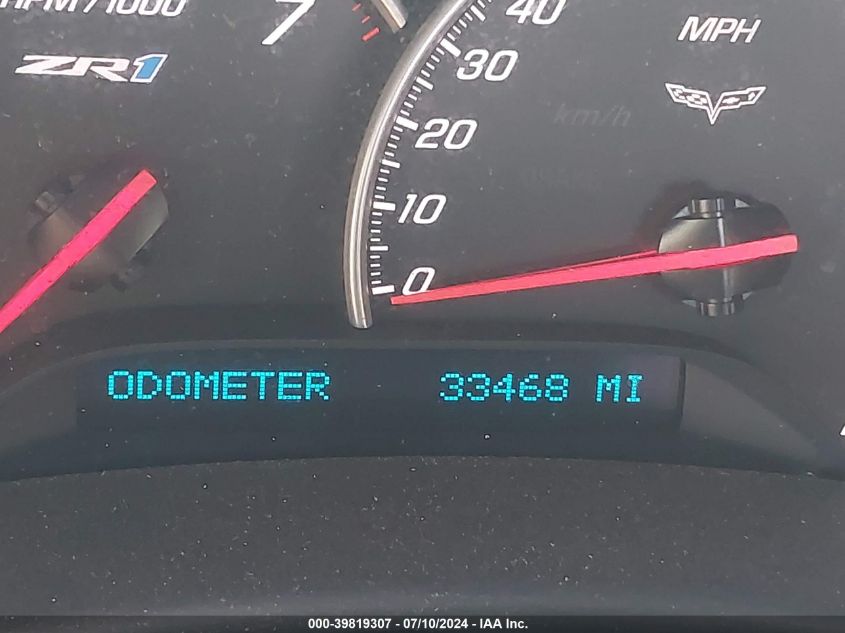 RPM /1000
7
40
MPH
30
ZR1
km/h
20
10
0
ODOMETER 33468 MI
000-39819307 - 07/10/2024 - IAA Inc.